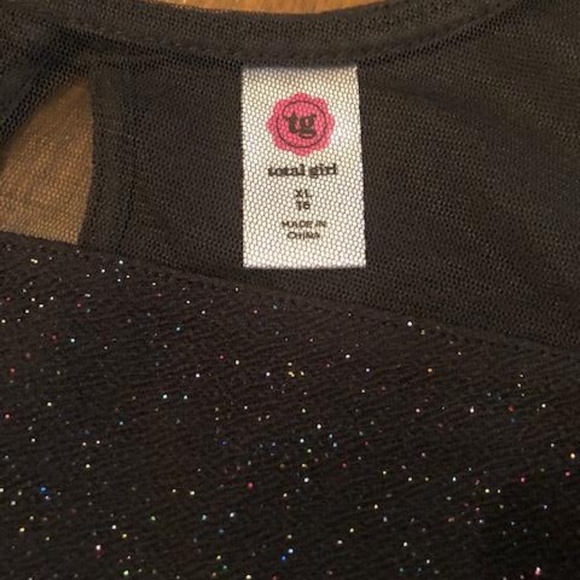 tg
total girl
XL
16
MADE IN
CHINA